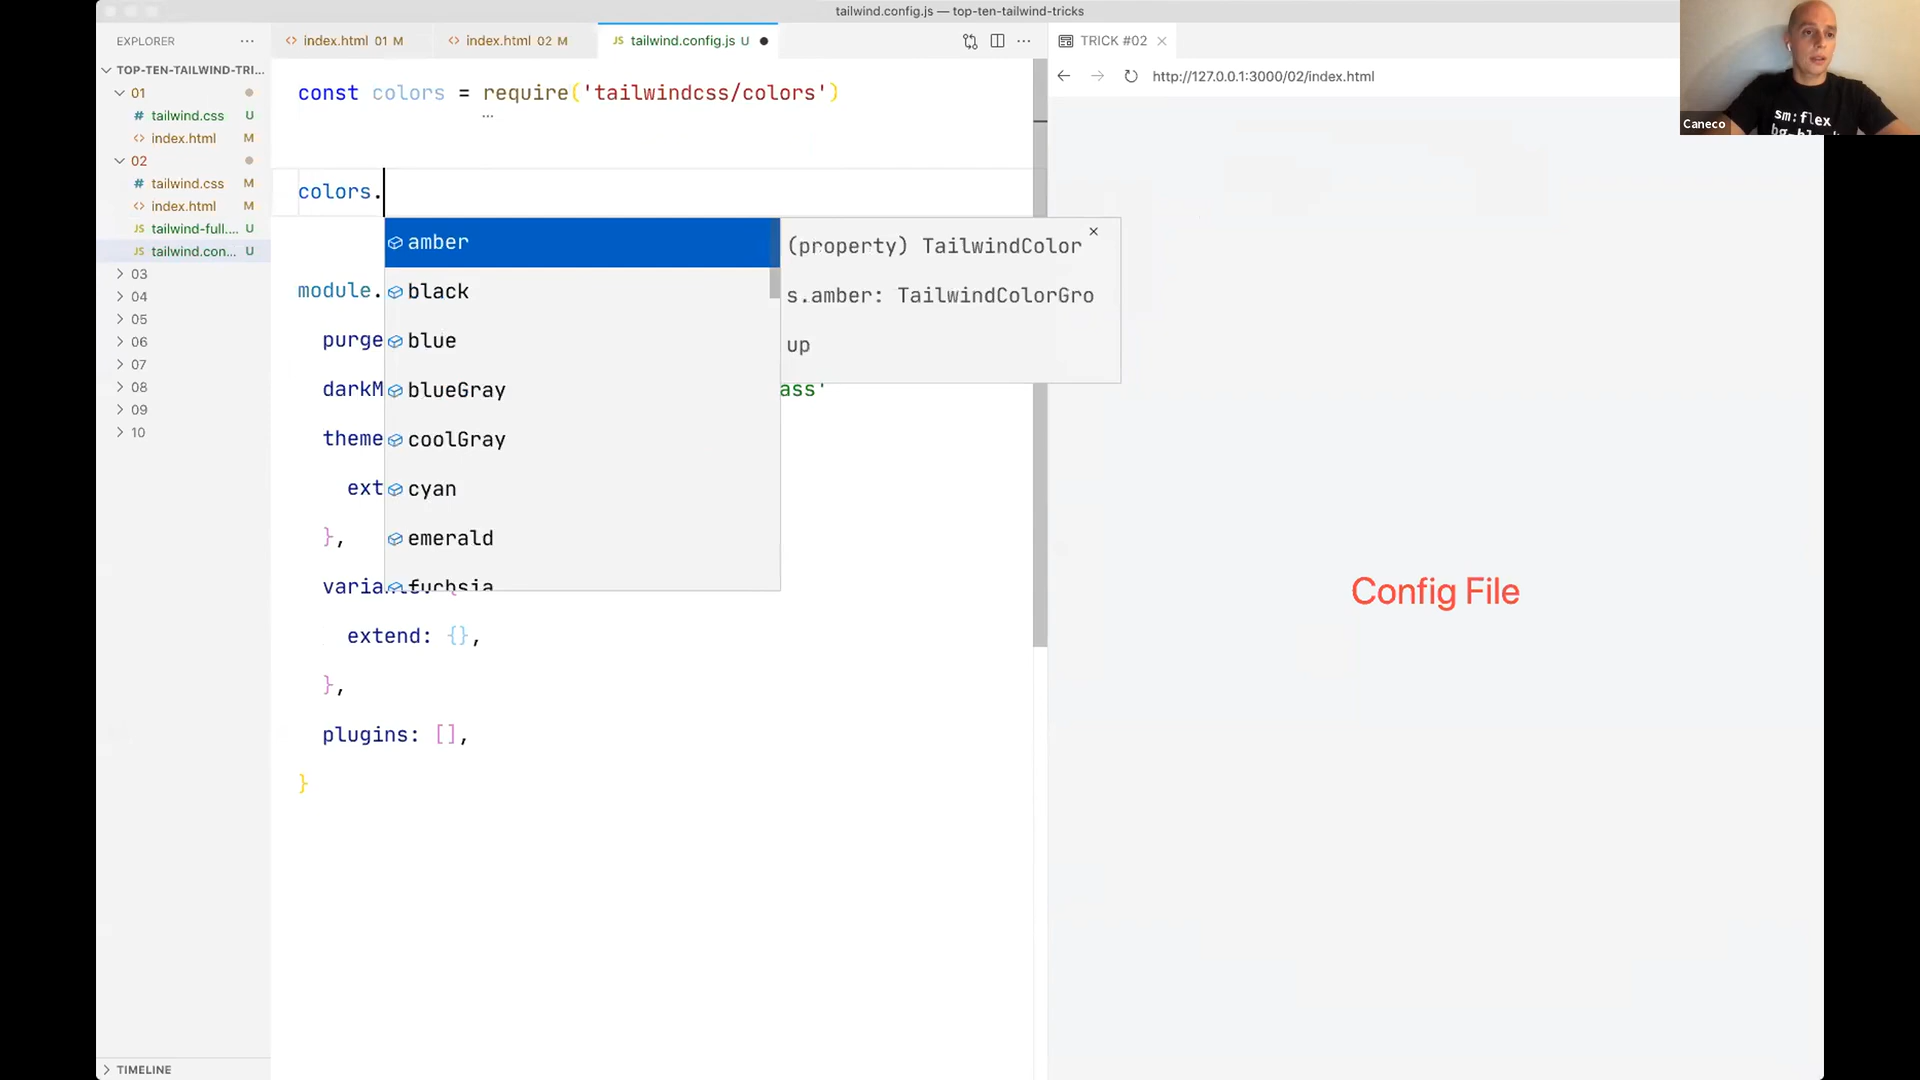 tailwind.config.js — top-ten-tailwind-tricks
EXPLORER
TOP-TEN-TAILWIND-TRI...
01
# tailwind.css U
<> index.html M
02
# tailwind.css M
<> index.html M
JS tailwind-full.... U
JS tailwind.con... U
03
04
05
06
07
08
09
10
TIMELINE
<> index.html 01 M
<> index.html 02 M
JS tailwind.config.js U
const colors = require('tailwindcss/colors')
colors.
amber
black
blue
blueGray
coolGray
cyan
emerald
fuchsia
(property) TailwindColor
s.amber: TailwindColorGro
up
module.
purge
darkM
ass'
theme
ext
},
varia
extend: {},
},
plugins: [],
}
TRICK #02
http://127.0.0.1:3000/02/index.html
Config File
sm:flex
Caneco